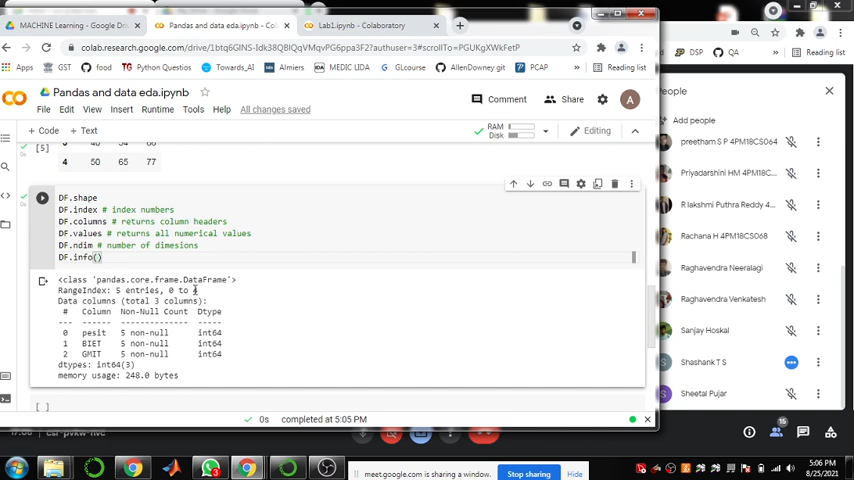 MACHINE Learning - Google Dri
Pandas and data eda.ipynb - Col
Lab1.ipynb - Colaboratory
colab.research.google.com/drive/
Apps GST food Python Questions Towards_AI Almiers MEDIC LIDA GLcourse AllenDowney git PCAP Reading list
DSP QA Reading list
Pandas and data eda.ipynb
Comment Share A
File Edit View Insert Runtime Tools Help All changes saved
+ Code + Text
RAM
Disk
Editing
[5]
4 50 65 77
DF.shape
DF.index # index numbers
DF.columns # returns column headers
DF.values # returns all numerical values
DF.ndim # number of dimesions
DF.info()
<class 'pandas.core.frame.DataFrame'>
RangeIndex: 5 entries, 0 to 4
Data columns (total 3 columns):
# Column Non-Null Count Dtype
--- ------ -------------- -----
0 pesit 5 non-null int64
1 BIET 5 non-null int64
2 GMIT 5 non-null int64
dtypes: int64(3)
memory usage: 248.0 bytes
[ ]
0s completed at 5:05 PM
People
Add people
preetham S P 4PM18CS064
Priyadarshini HM 4PM18C...
R lakshmi Puthra Reddy 4...
Rachana H 4PM18CS068
Raghavendra Neeralagi
Raghavendra Venkatesh
Sanjay Hoskal
Shashank T S
Sheetal Pujar
15
meet.google.com is sharing a window.
Stop sharing
Hide
5:06 PM
8/25/2021